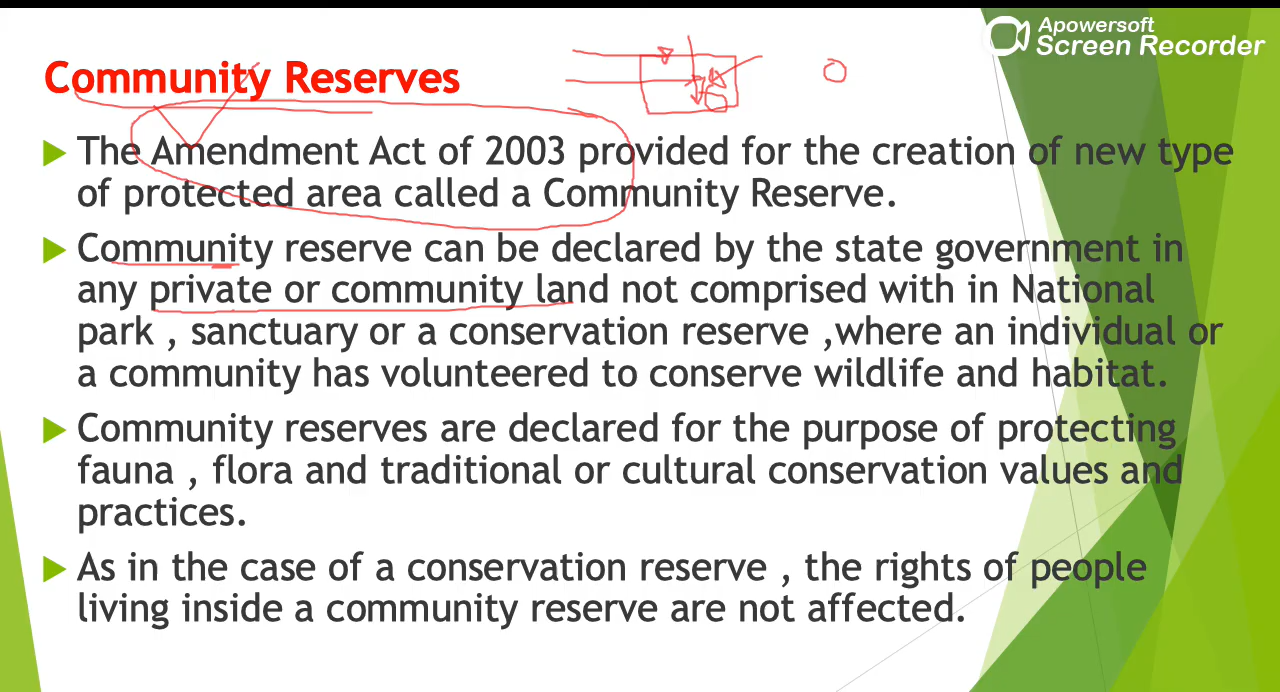 Apowersoft
Screen Recorder
Community Reserves
The Amendment Act of 2003 provided for the creation of new type
of protected area called a Community Reserve.
Community reserve can be declared by the state government in
any private or community land not comprised with in National
park , sanctuary or a conservation reserve ,where an individual or
a community has volunteered to conserve wildlife and habitat.
Community reserves are declared for the purpose of protecting
fauna , flora and traditional or cultural conservation values and
practices.
As in the case of a conservation reserve , the rights of people
living inside a community reserve are not affected.